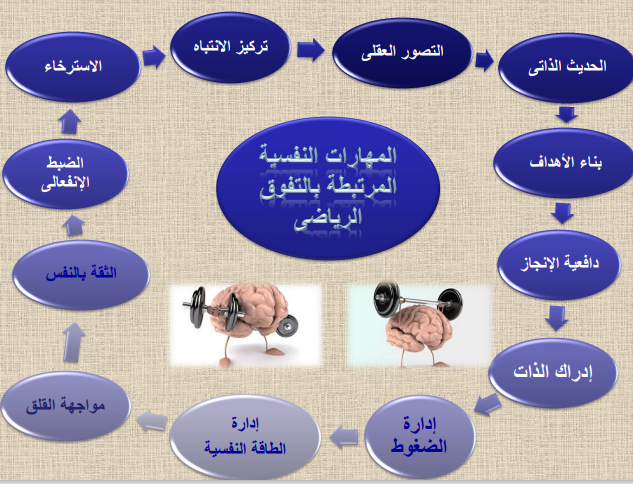 المهارات النفسية
المرتبطة بالتفوق
الرياضى
الاسترخاء
تركيز الانتباه
التصور العقلى
الحديث الذاتى
بناء الأهداف
دافعية الإنجاز
إدراك الذات
إدارة
الضغوط
إدارة
الطاقة النفسية
مواجهة القلق
الثقة بالنفس
الضبط
الإنفعالى